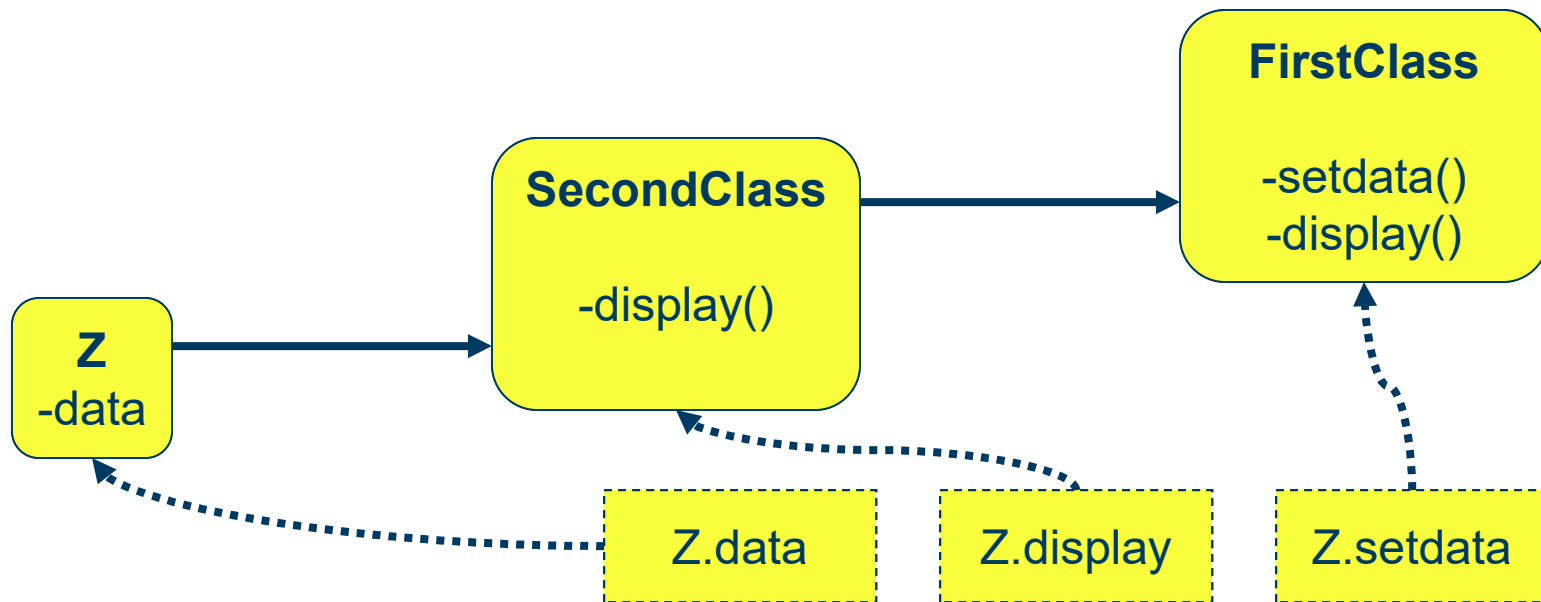 FirstClass
-setdata()
-display()
SecondClass
-display()
Z
-data
Z.data
Z.display
Z.setdata